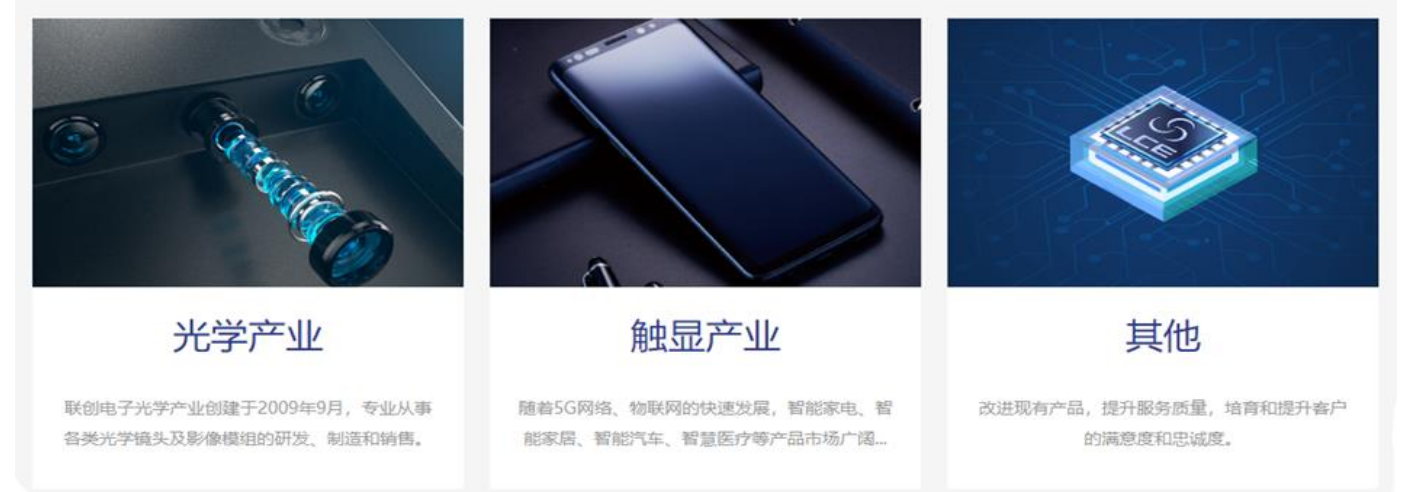 LCE
光学产业
联创电子光学产业创建于2009年9月，专业从事
各类光学镜头及影像模组的研发、制造和销售。
触显产业
随着5G网络、物联网的快速发展，智能家电、智
能家居、智能汽车、智慧医疗等产品市场广阔...
其他
改进现有产品，提升服务质量，培育和提升客户
的满意度和忠诚度。